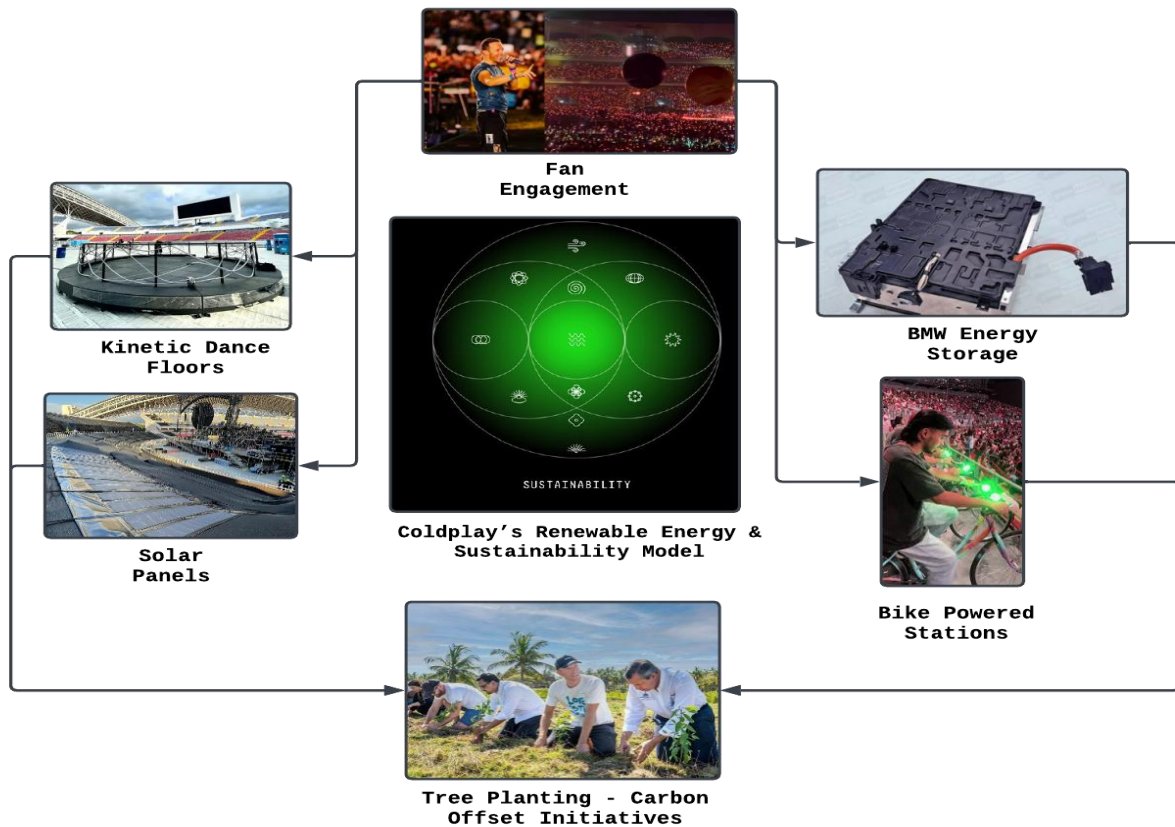 Fan
Engagement
Kinetic Dance
Floors
BMW Energy
Storage
SUSTAINABILITY
Coldplay’s Renewable Energy &
Sustainability Model
Solar
Panels
Bike Powered
Stations
Tree Planting - Carbon
Offset Initiatives